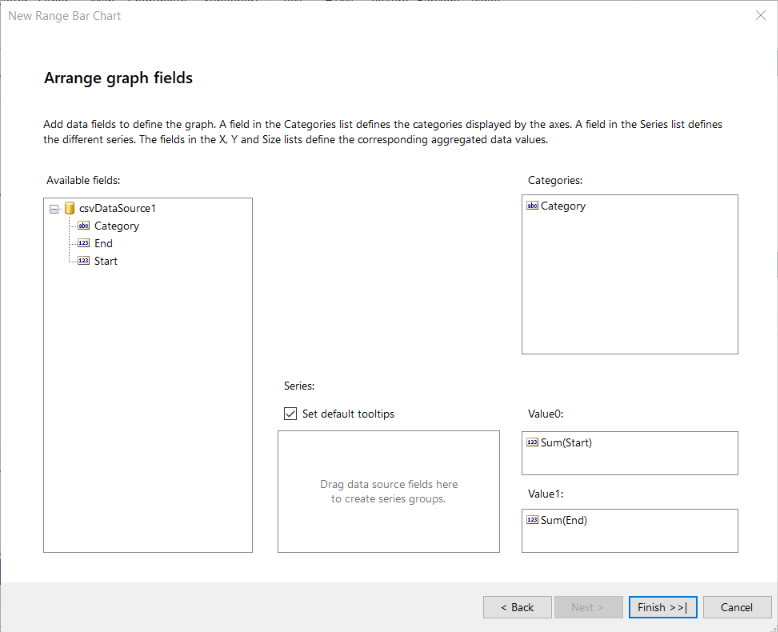 New Range Bar Chart
Arrange graph fields
Add data fields to define the graph. A field in the Categories list defines the categories displayed by the axes. A field in the Series list defines
the different series. The fields in the X, Y and Size lists define the corresponding aggregated data values.
Available fields:
csvDataSource1
abc Category
123 End
123 Start
Categories:
abc Category
Series:
Set default tooltips
Drag data source fields here
to create series groups.
Value0:
123 Sum(Start)
Value1:
123 Sum(End)
< Back
Next >
Finish >>|
Cancel